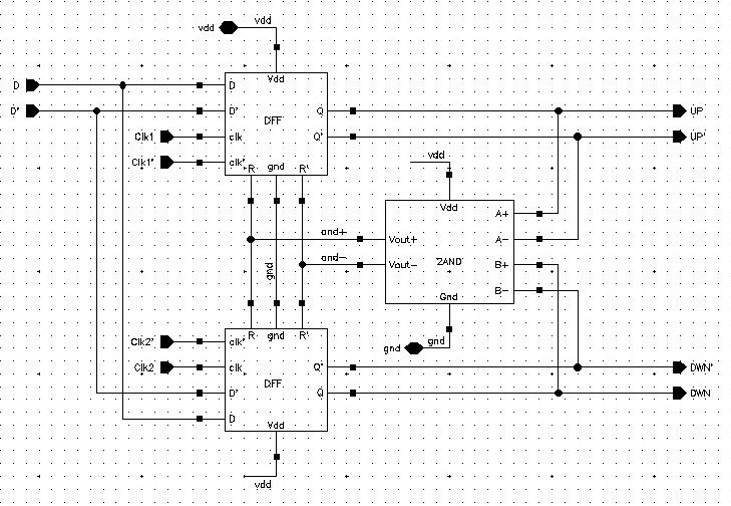 vdd
vdd
Vdd
D
D
D'
D'
DFF
Q
UP
Clk1
clk
Q'
UP'
Clk1'
clk'
R
gnd
R'
vdd
Vdd
A+
and+
Vout+
A-
gnd
and-
Vout-
2AND
B+
B-
Gnd
R
gnd
R'
Clk2'
clk'
gnd
gnd
Clk2
clk
Q'
DWN'
DFF
D'
Q
DWN
D
Vdd
vdd